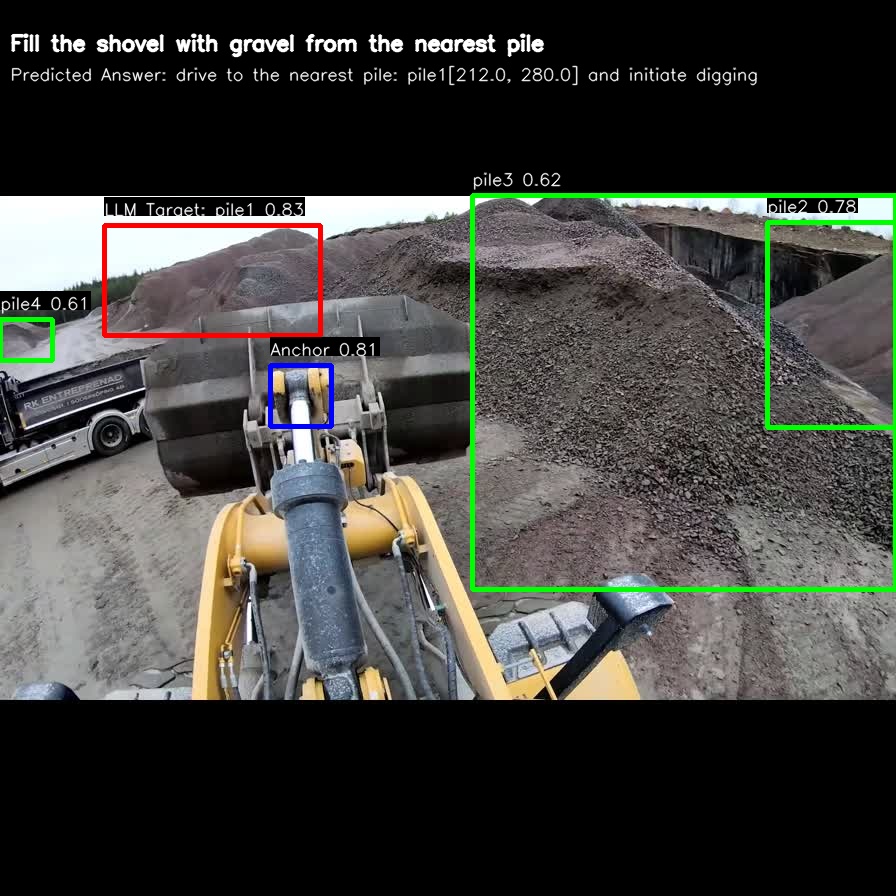 Fill the shovel with gravel from the nearest pile
Predicted Answer: drive to the nearest pile: pile1[212.0, 280.0] and initiate digging
pile3 0.62
LLM Target: pile1 0.83
pile2 0.78
pile4 0.61
Anchor 0.81
RK ENTREPRENAD